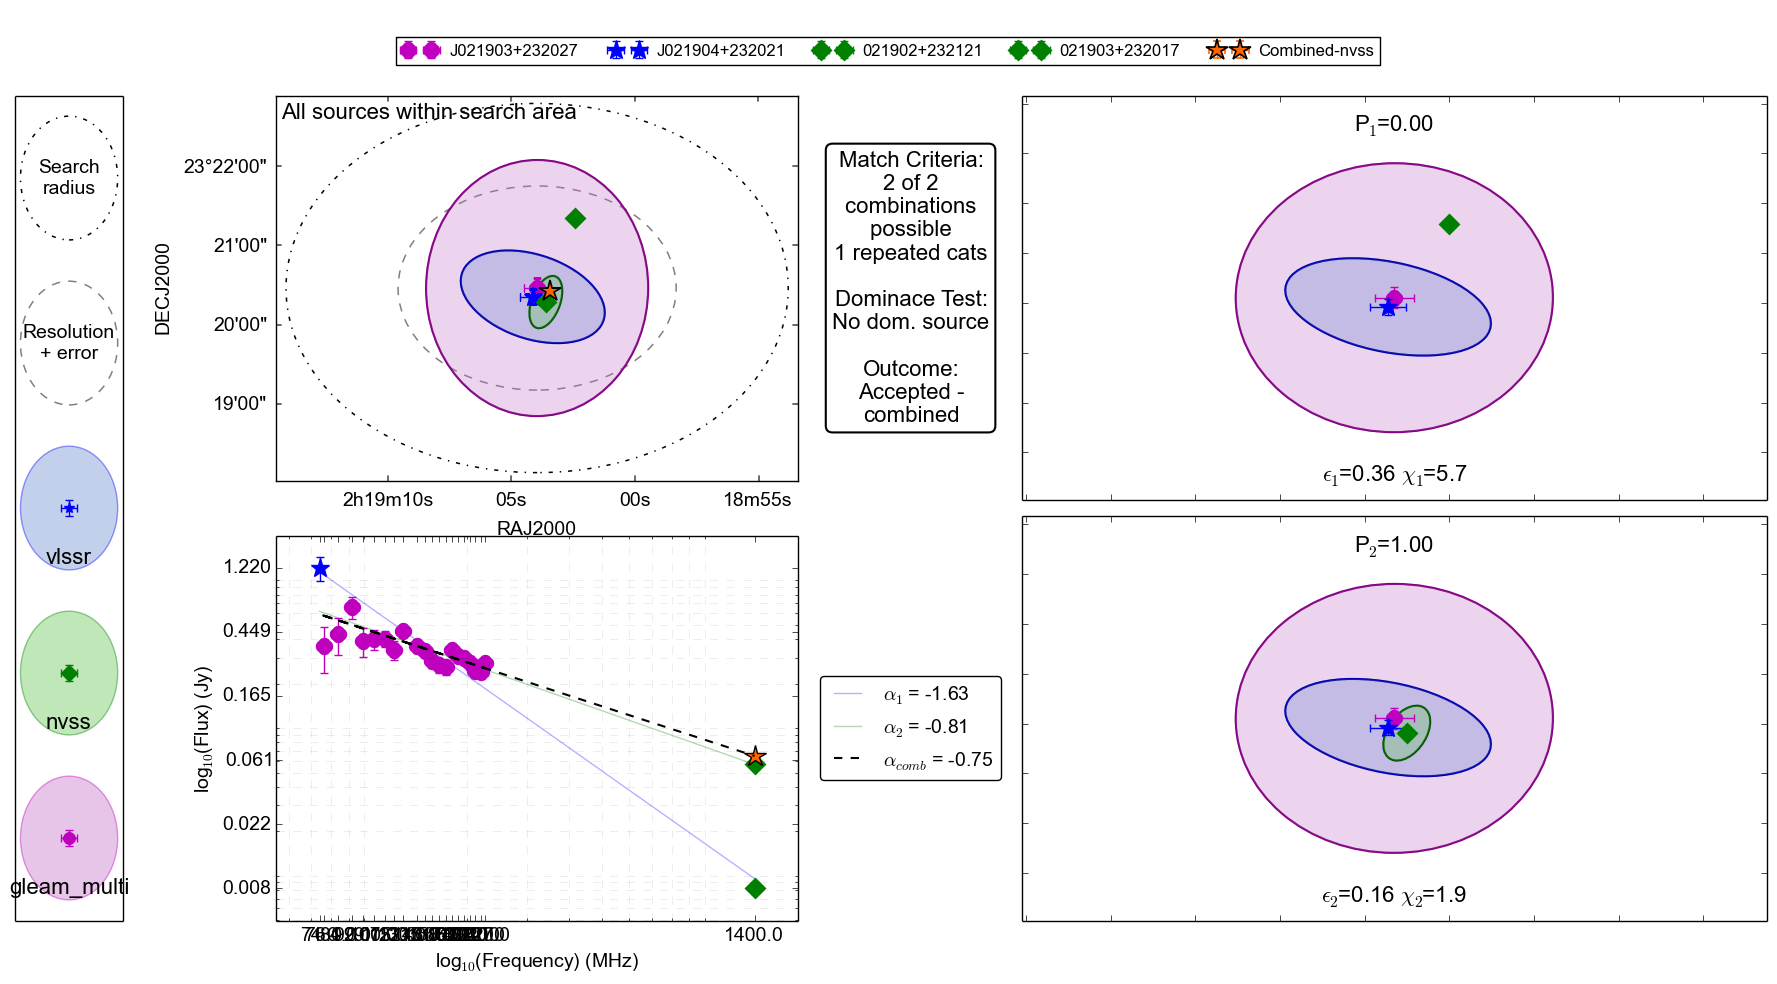 J021903+232027 J021904+232021 021902+232121 021903+232017 Combined-nvss
Search
radius
Resolution
+ error
vlssr
nvss
gleam_multi
All sources within search area
DECJ2000
23°22'00"
21'00"
20'00"
19'00"
2h19m10s 05s 00s 18m55s
RAJ2000
Match Criteria:
2 of 2
combinations
possible
1 repeated cats
Dominace Test:
No dom. source
Outcome:
Accepted -
combined
P1=0.00
ϵ1=0.36 χ1=5.7
log10(Flux) (Jy)
1.220
0.449
0.165
0.061
0.022
0.008
1400.0
log10(Frequency) (MHz)
α1 = -1.63
α2 = -0.81
αcomb = -0.75
P2=1.00
ϵ2=0.16 χ2=1.9